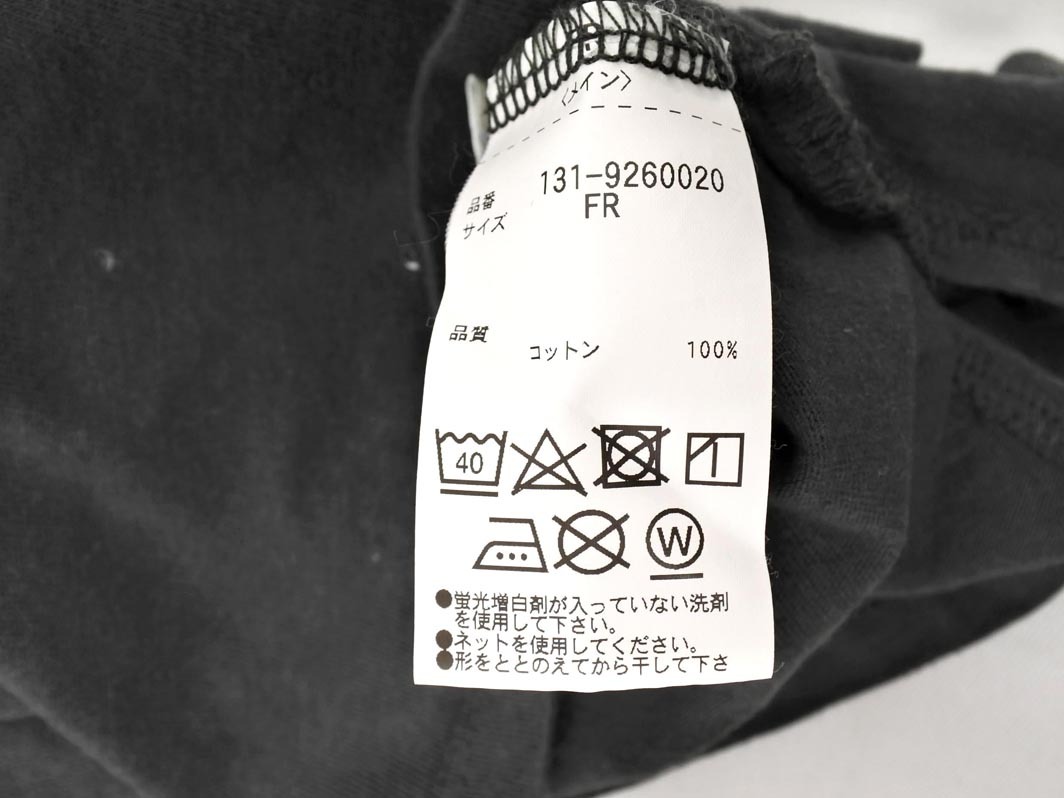 〈メイン〉
品番 131-9260020
サイズ FR
品質 コットン 100%
40
W
●蛍光増白剤が入っていない洗剤
を使用して下さい。
●ネットを使用してください。
●形をととのえてから干して下さ